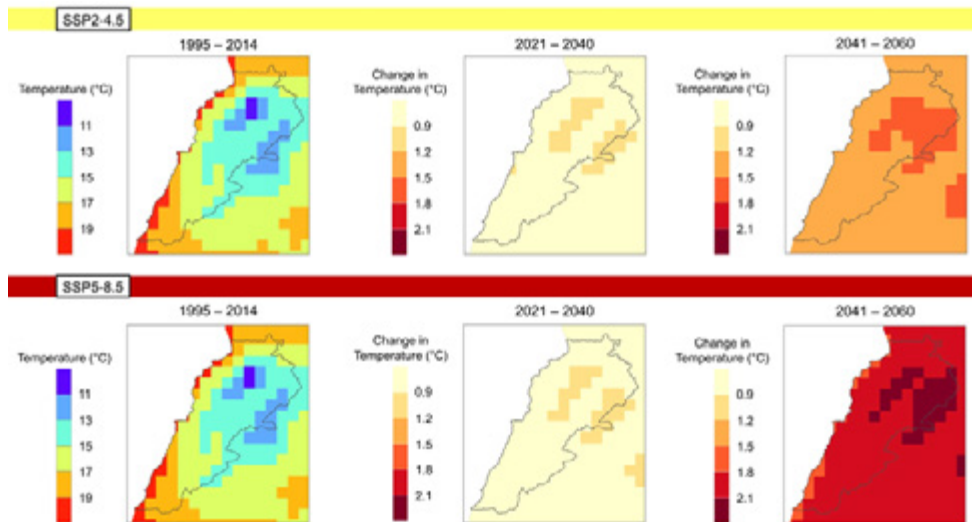 SSP2-4.5
1995 – 2014
2021 – 2040
2041 – 2060
Temperature (°C)
11
13
15
17
19
Change in
Temperature (°C)
0.9
1.2
1.5
1.8
2.1
Change in
Temperature (°C)
0.9
1.2
1.5
1.8
2.1
SSP5-8.5
1995 – 2014
2021 – 2040
2041 – 2060
Temperature (°C)
11
13
15
17
19
Change in
Temperature (°C)
0.9
1.2
1.5
1.8
2.1
Change in
Temperature (°C)
0.9
1.2
1.5
1.8
2.1